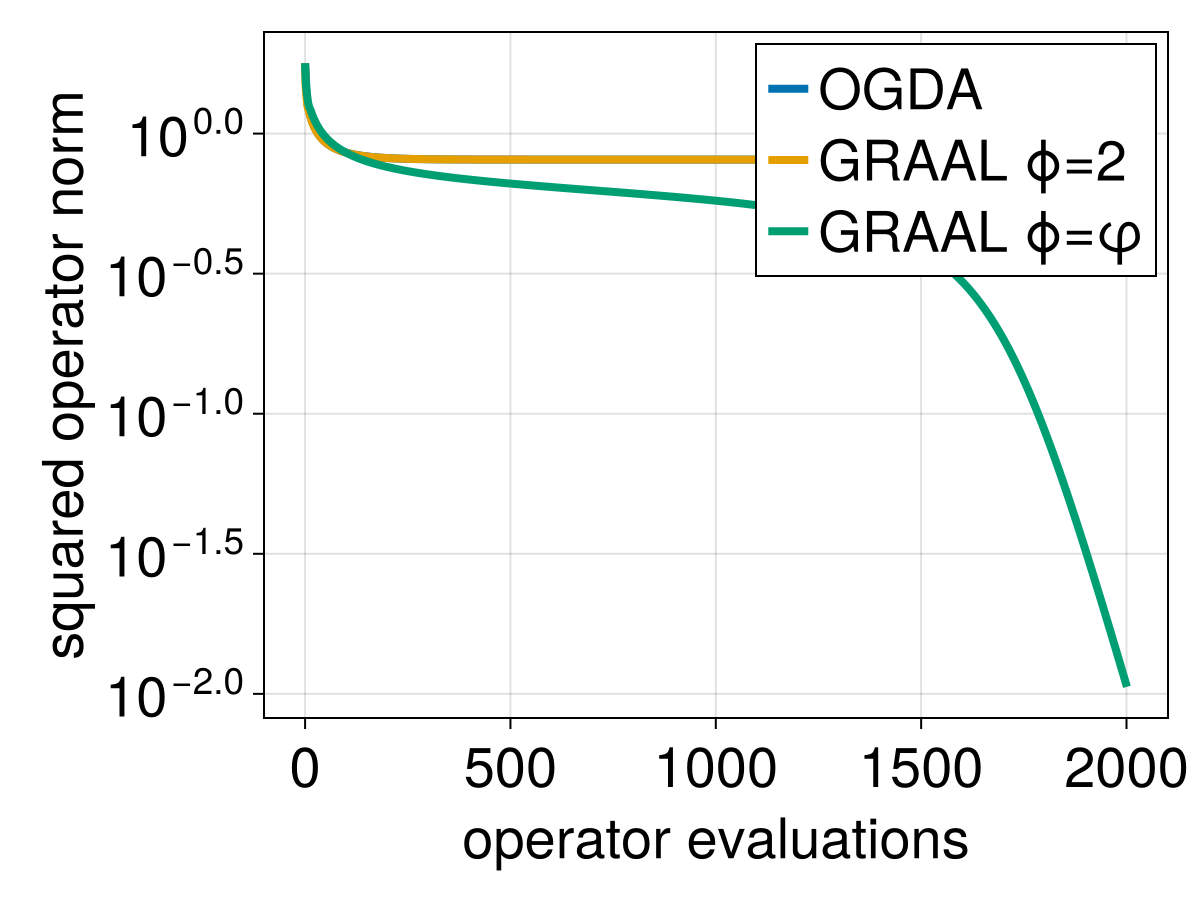 squared operator norm
10^0.0
10^−0.5
10^−1.0
10^−1.5
10^−2.0
OGDA
GRAAL ϕ=2
GRAAL ϕ=φ
0 500 1000 1500 2000
operator evaluations